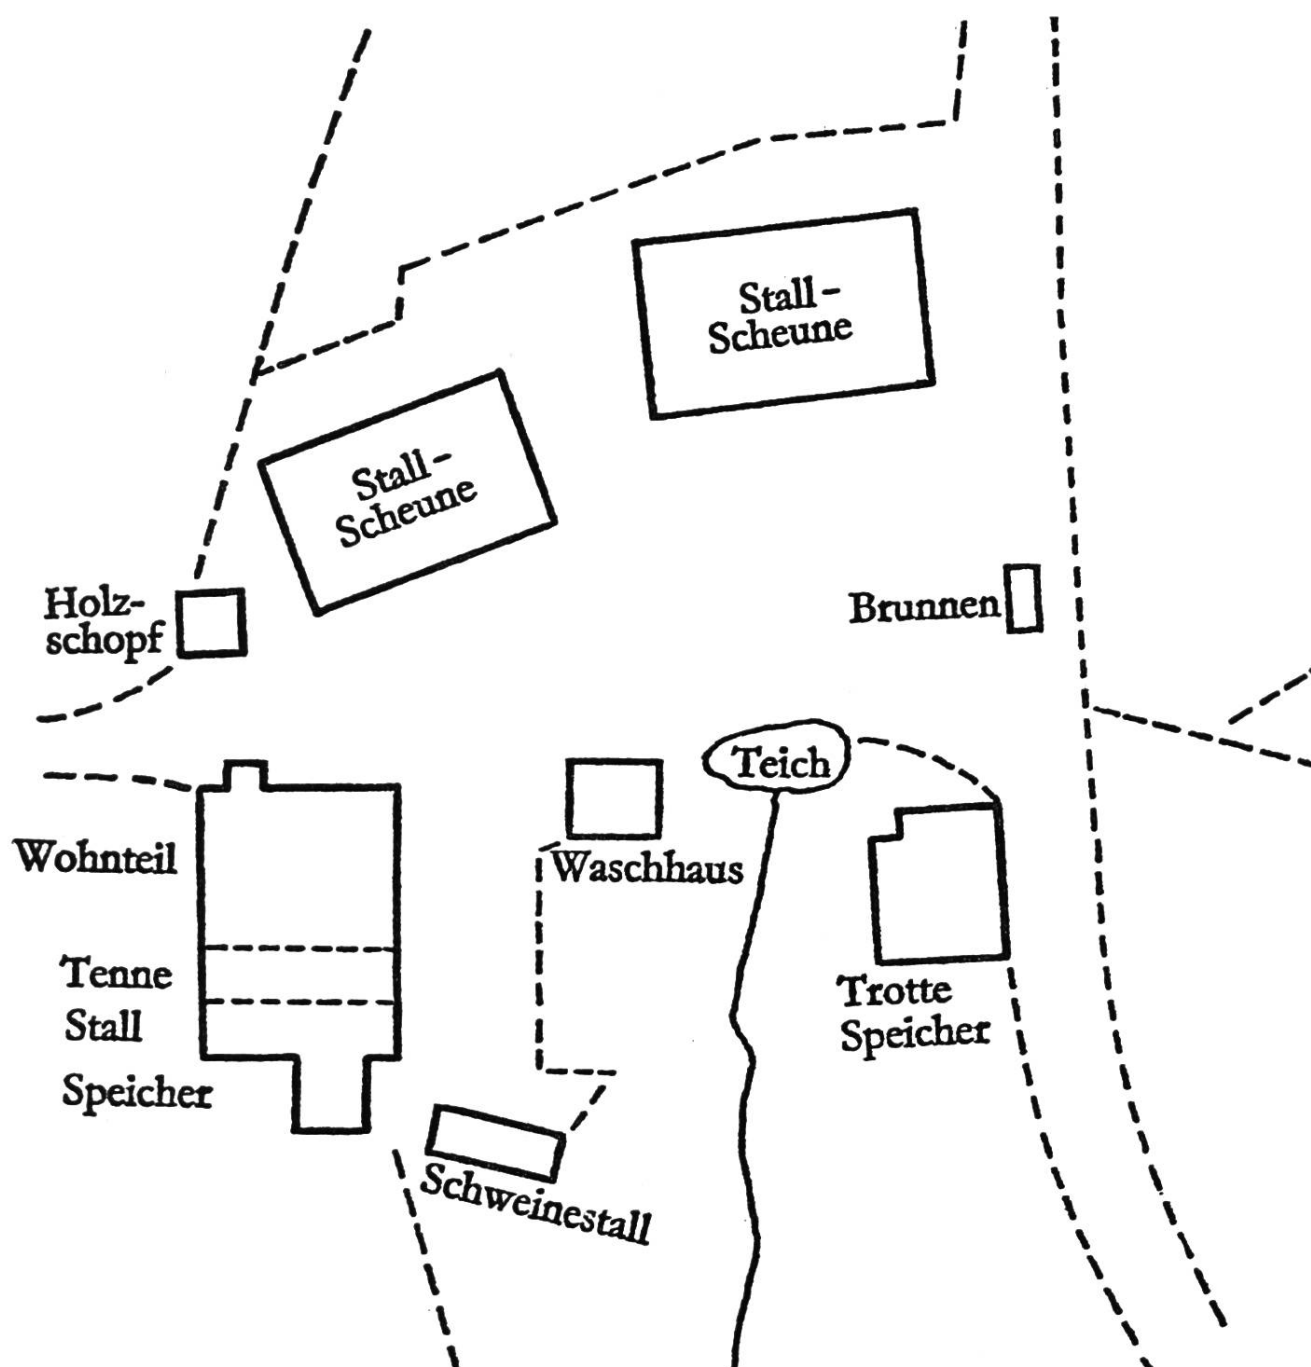 Stall-
Scheune
Stall-
Scheune
Holz-
schopf
Brunnen
Teich
Wohnteil
Waschhaus
Tenne
Stall
Speicher
Trotte
Speicher
Schweinestall